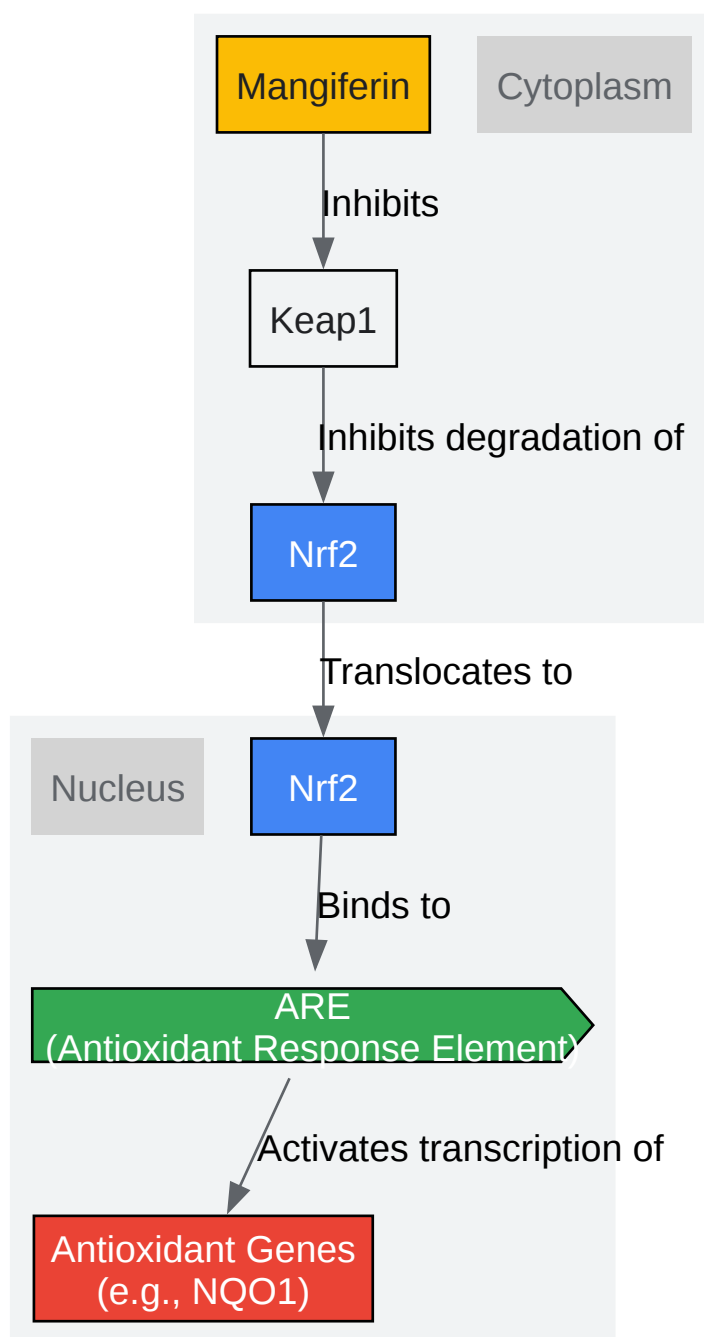 Mangiferin
Cytoplasm
Inhibits
Keap1
Inhibits degradation of
Nrf2
Translocates to
Nucleus
Nrf2
Binds to
ARE
(Antioxidant Response Element)
Activates transcription of
Antioxidant Genes
(e.g., NQO1)